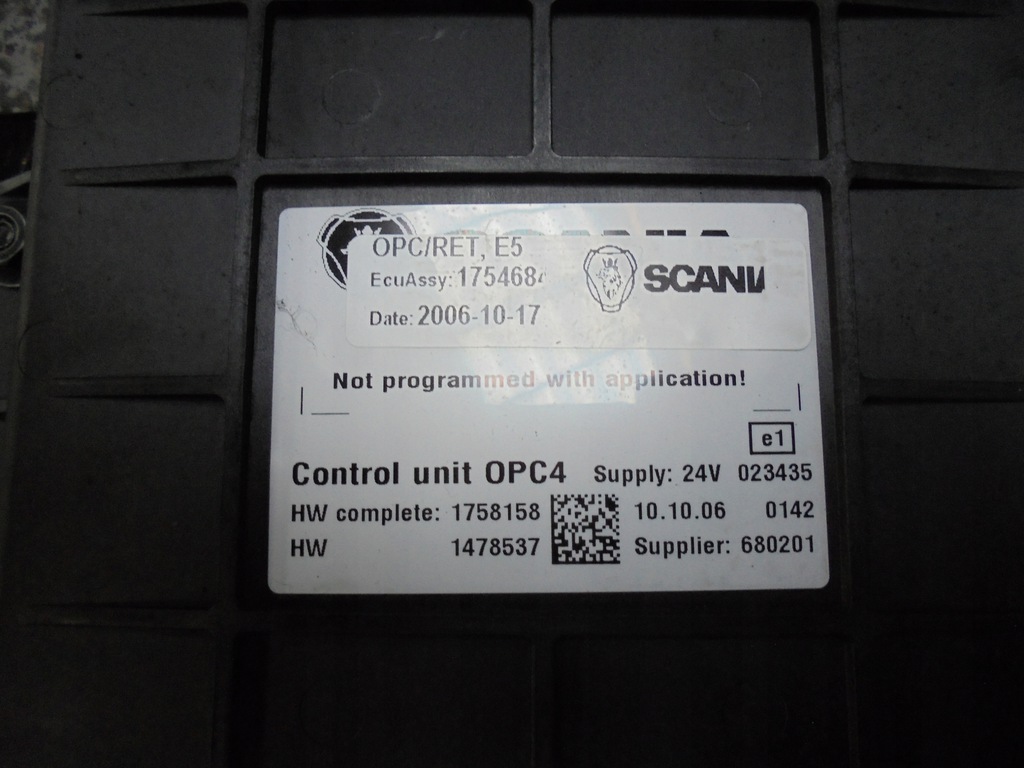 OPC/RET, E5
EcuAssy: 175468
SCANIA
Date: 2006-10-17
Not programmed with application!
e1
Control unit OPC4 Supply: 24V 023435
HW complete: 1758158 10.10.06 0142
HW 1478537 Supplier: 680201